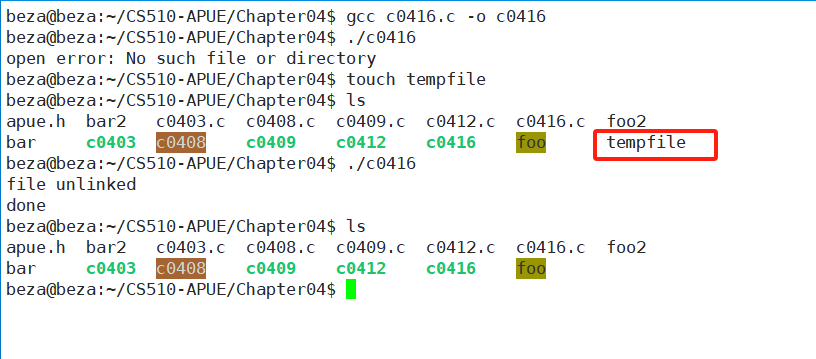 beza@beza:~/CS510-APUE/Chapter04$ gcc c0416.c -o c0416
beza@beza:~/CS510-APUE/Chapter04$ ./c0416
open error: No such file or directory
beza@beza:~/CS510-APUE/Chapter04$ touch tempfile
beza@beza:~/CS510-APUE/Chapter04$ ls
apue.h  bar2   c0403.c  c0408.c  c0409.c  c0412.c  c0416.c  foo2
bar     c0403  c0408    c0409    c0412    c0416    foo      tempfile
beza@beza:~/CS510-APUE/Chapter04$ ./c0416
file unlinked
done
beza@beza:~/CS510-APUE/Chapter04$ ls
apue.h  bar2   c0403.c  c0408.c  c0409.c  c0412.c  c0416.c  foo2
bar     c0403  c0408    c0409    c0412    c0416    foo
beza@beza:~/CS510-APUE/Chapter04$